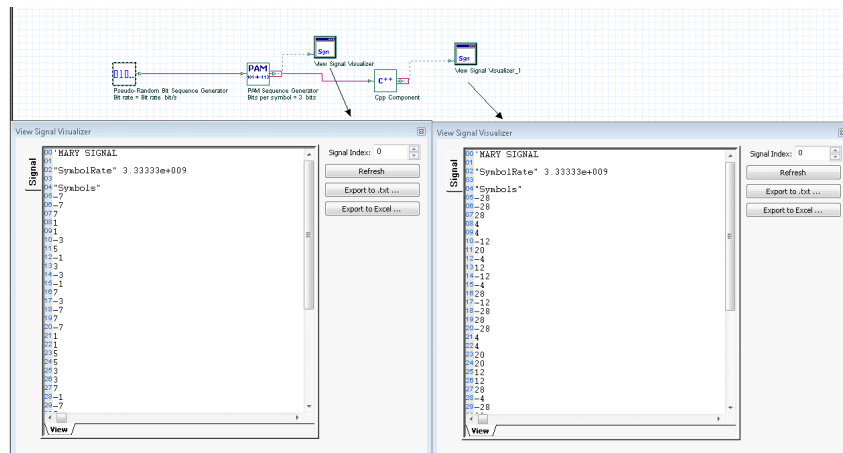 Sgn
View Signal Visualizer
Sgn
View Signal Visualizer_1
Pseudo-Random Bit Sequence Generator
Bit rate = Bit rate bit/s
PAM
PAM Sequence Generator
Bits per symbol = 3 bits
C++
Cpp Component
View Signal Visualizer
Signal
00 'MARY SIGNAL
01
02 "SymbolRate" 3.33333e+009
03
04 "Symbols"
05 -7
06 -7
07 7
08 1
09 1
10 -3
11 5
12 -1
13 3
14 -3
15 -1
16 7
17 -3
18 -7
19 7
20 -7
21 1
22 1
23 5
24 5
25 3
26 3
27 7
28 -1
29 -7
View
Signal Index: 0
Refresh
Export to .txt ...
Export to Excel ...
View Signal Visualizer
Signal
00 'MARY SIGNAL
01
02 "SymbolRate" 3.33333e+009
03
04 "Symbols"
05 -28
06 -28
07 28
08 4
09 4
10 -12
11 20
12 -4
13 12
14 -12
15 -4
16 28
17 -12
18 -28
19 28
20 -28
21 4
22 4
23 20
24 20
25 12
26 12
27 28
28 -4
29 -28
View
Signal Index: 0
Refresh
Export to .txt ...
Export to Excel ...